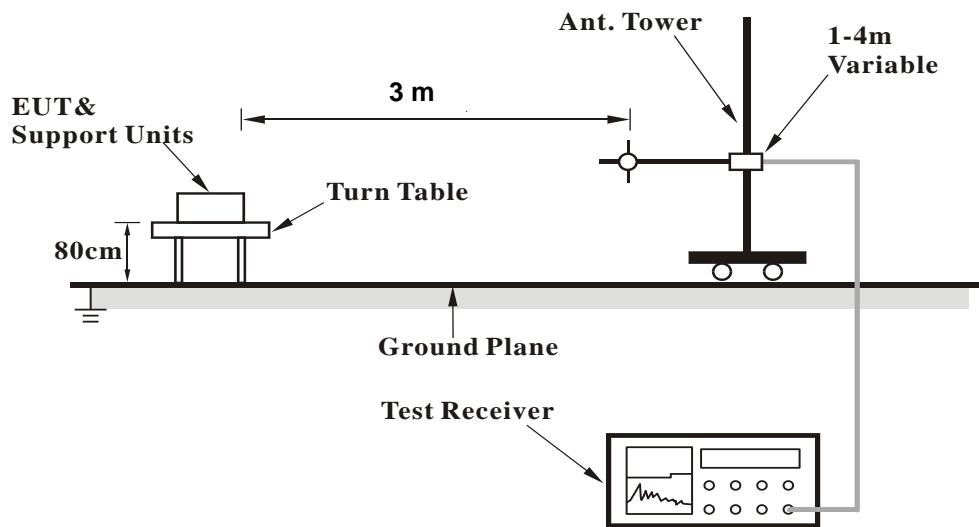 Ant. Tower
1-4m
Variable
3 m
EUT&
Support Units
Turn Table
80cm
Ground Plane
Test Receiver